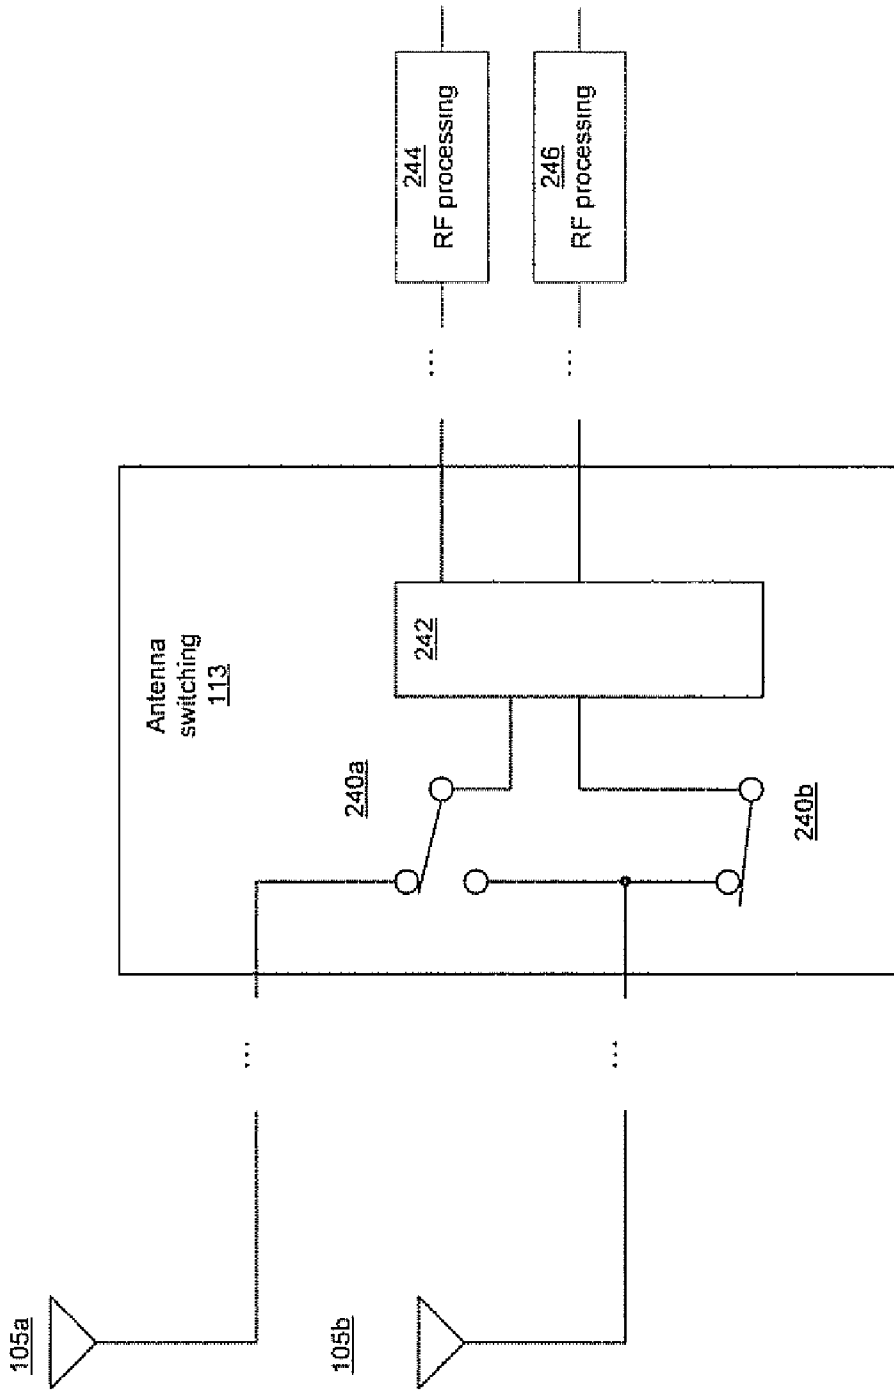 105a
105b
...
...
Antenna
switching
113
240a
240b
242
...
...
244
RF processing
246
RF processing